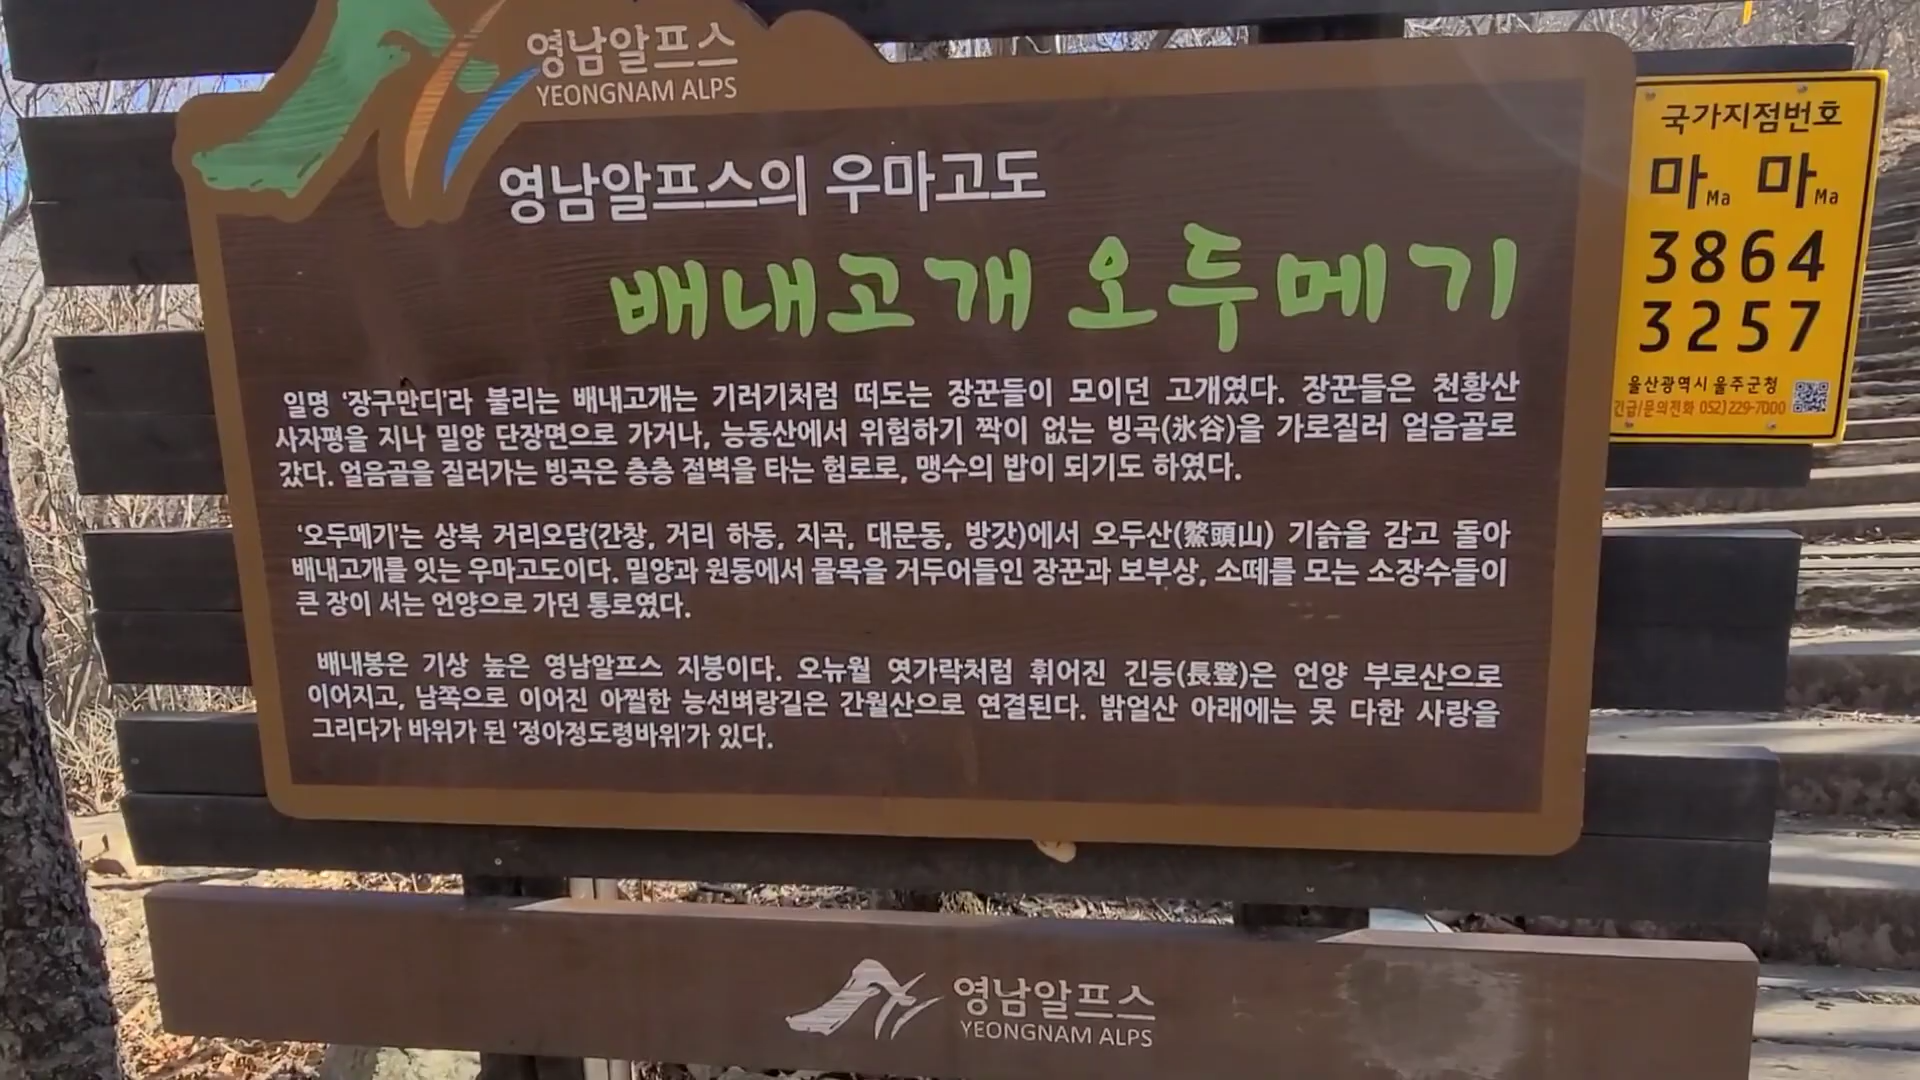 영남알프스
YEONGNAM ALPS
영남알프스의 우마고도
배내고개 오두메기
일명 '장구만디'라 불리는 배내고개는 기러기처럼 떠도는 장꾼들이 모이던 고개였다. 장꾼들은 천황산
사자평을 지나 밀양 단장면으로 가거나, 능동산에서 위험하기 짝이 없는 빙곡(氷谷)을 가로질러 얼음골로
갔다. 얼음골을 질러가는 빙곡은 층층 절벽을 타는 험로로, 맹수의 밥이 되기도 하였다.
'오두메기'는 상북 거리오담(간창, 거리 하동, 지곡, 대문동, 방갓)에서 오두산(鰲頭山) 기슭을 감고 돌아
배내고개를 잇는 우마고도이다. 밀양과 원동에서 물목을 거두어들인 장꾼과 보부상, 소떼를 모는 소장수들이
큰 장이 서는 언양으로 가던 통로였다.
배내봉은 기상 높은 영남알프스 지붕이다. 오뉴월 엿가락처럼 휘어진 긴등(長登)은 언양 부로산으로
이어지고, 남쪽으로 이어진 아찔한 능선벼랑길은 간월산으로 연결된다. 밝얼산 아래에는 못 다한 사랑을
그리다가 바위가 된 '정아정도령바위'가 있다.
국가지점번호
마 Ma 마 Ma
3864
3257
울산광역시 울주군청
긴급/문의전화 052)229-7000
영남알프스
YEONGNAM ALPS